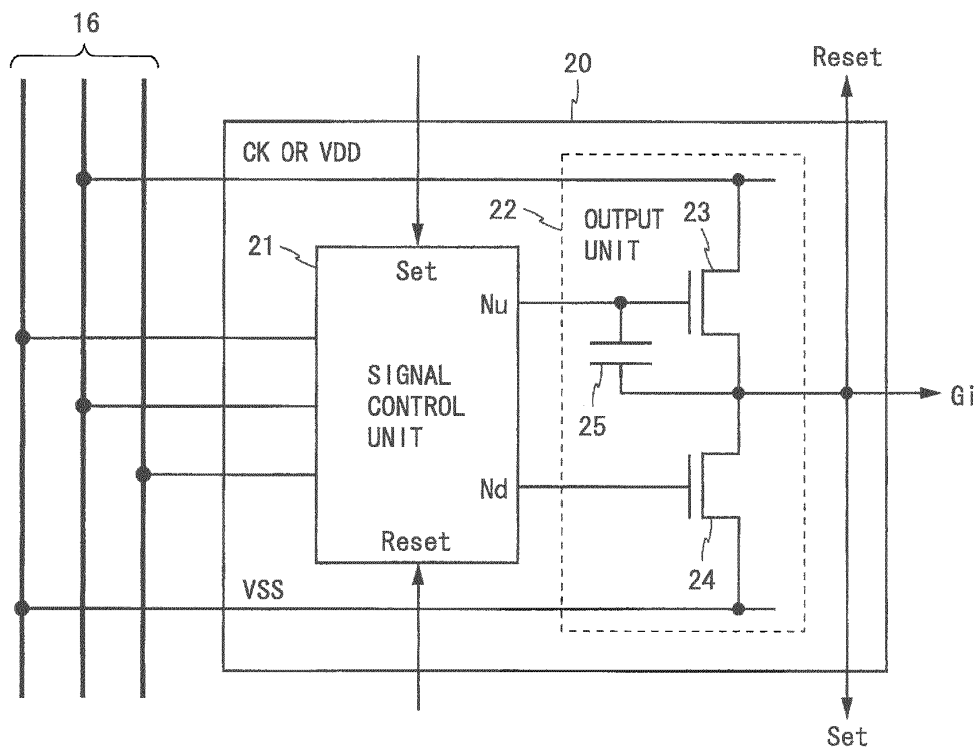 16
20
Reset
CK OR VDD
22
OUTPUT
UNIT
23
21
Set
Nu
SIGNAL
CONTROL
UNIT
25
Gi
Nd
Reset
24
VSS
Set